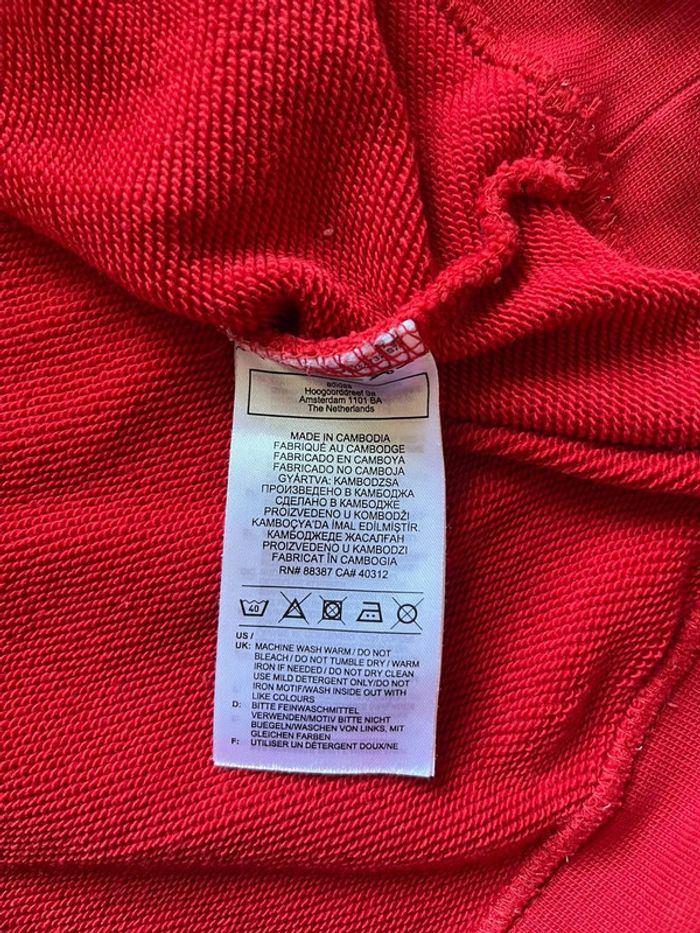 adidas
Hoogoorddreef 9a
Amsterdam 1101 BA
The Netherlands
MADE IN CAMBODIA
FABRIQUÉ AU CAMBODGE
FABRICADO EN CAMBOYA
FABRICADO NO CAMBOJA
GYÁRTVA: KAMBODZSA
ПРОИЗВЕДЕНО В КАМБОДЖА
СДЕЛАНО В КАМБОДЖЕ
PROIZVEDENO U KOMBODŽI
KAMBOÇYA'DA İMAL EDİLMİŞTİR.
КАМБОДЖЕДЕ ЖАСАЛҒАН
PROIZVEDENO U KAMBODZI
FABRICAT ÎN CAMBOGIA
RN# 88387 CA# 40312
40
US /
UK: MACHINE WASH WARM / DO NOT
BLEACH / DO NOT TUMBLE DRY / WARM
IRON IF NEEDED / DO NOT DRY CLEAN
USE MILD DETERGENT ONLY/DO NOT
IRON MOTIF/WASH INSIDE OUT WITH
LIKE COLOURS
D: BITTE FEINWASCHMITTEL
VERWENDEN/MOTIV BITTE NICHT
BUEGELN/WASCHEN VON LINKS, MIT
GLEICHEN FARBEN
F: UTILISER UN DÉTERGENT DOUX/NE